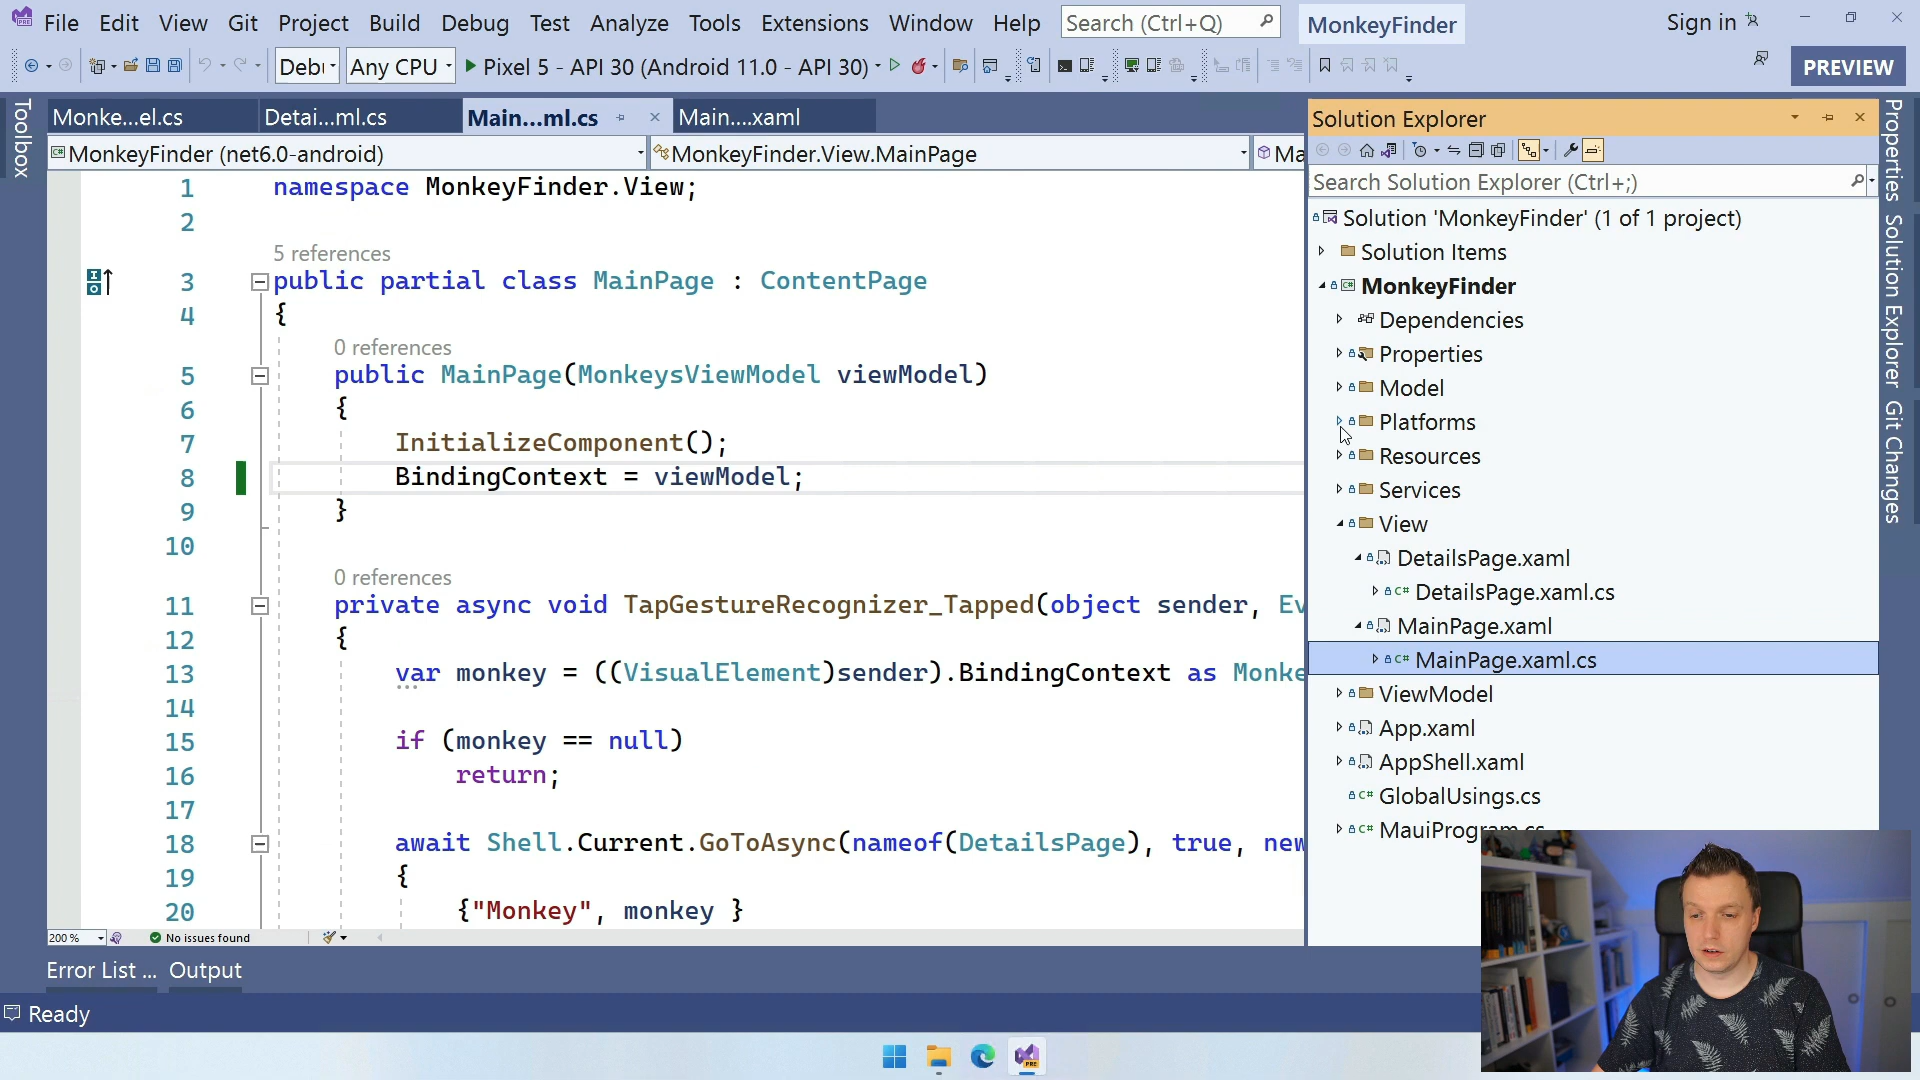 File Edit View Git Project Build Debug Test Analyze Tools Extensions Window Help Search (Ctrl+Q) MonkeyFinder Sign in
Any CPU Pixel 5 - API 30 (Android 11.0 - API 30) PREVIEW
Monke...el.cs Detai...ml.cs Main...ml.cs Main....xaml
MonkeyFinder (net6.0-android) MonkeyFinder.View.MainPage Ma
Toolbox
1 namespace MonkeyFinder.View;
2
5 references
3 public partial class MainPage : ContentPage
4 {
0 references
5 public MainPage(MonkeysViewModel viewModel)
6 {
7 InitializeComponent();
8 BindingContext = viewModel;
9 }
10
0 references
11 private async void TapGestureRecognizer_Tapped(object sender, Ev
12 {
13 var monkey = ((VisualElement)sender).BindingContext as Monke
14
15 if (monkey == null)
16 return;
17
18 await Shell.Current.GoToAsync(nameof(DetailsPage), true, new
19 {
20 {"Monkey", monkey }
200 % No issues found
Error List ... Output
Ready
Solution Explorer
Search Solution Explorer (Ctrl+;)
Solution 'MonkeyFinder' (1 of 1 project)
Solution Items
MonkeyFinder
Dependencies
Properties
Model
Platforms
Resources
Services
View
DetailsPage.xaml
C# DetailsPage.xaml.cs
MainPage.xaml
C# MainPage.xaml.cs
ViewModel
App.xaml
AppShell.xaml
C# GlobalUsings.cs
C# MauiProgram.cs
Properties
Solution Explorer
Git Changes